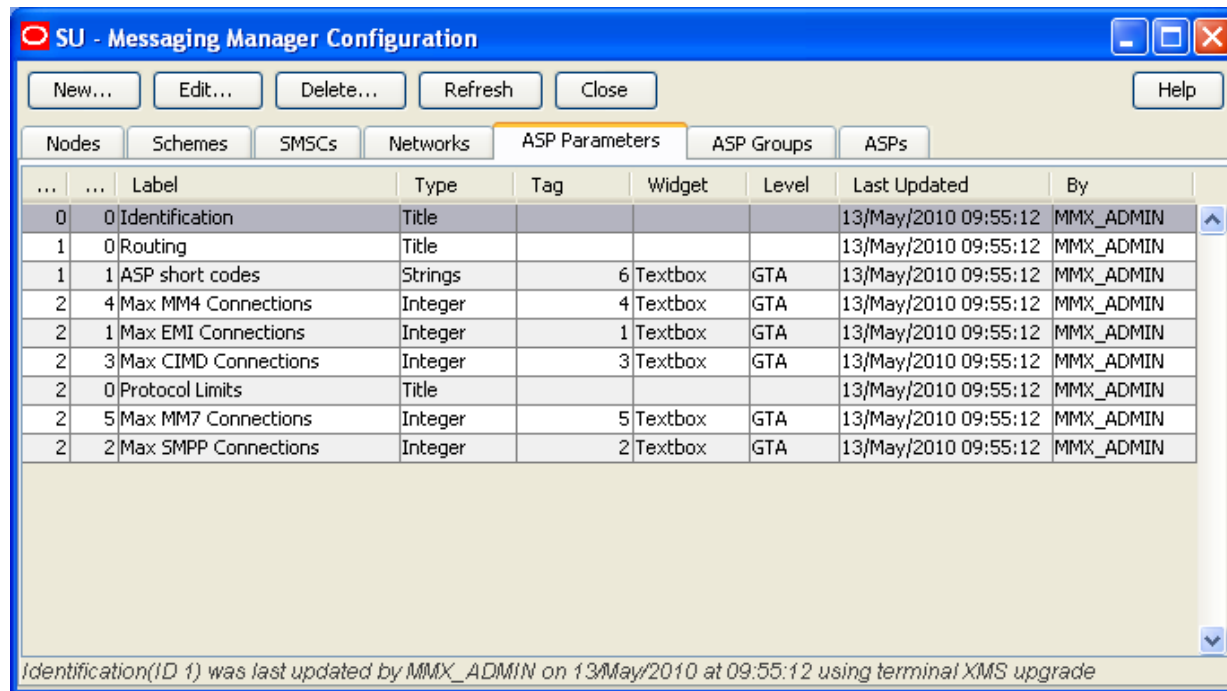 SU - Messaging Manager Configuration
New... Edit... Delete... Refresh Close Help
Nodes Schemes SMSCs Networks ASP Parameters ASP Groups ASPs
... ... Label Type Tag Widget Level Last Updated By
0 0 Identification Title 13/May/2010 09:55:12 MMX_ADMIN
1 0 Routing Title 13/May/2010 09:55:12 MMX_ADMIN
1 1 ASP short codes Strings 6 Textbox GTA 13/May/2010 09:55:12 MMX_ADMIN
2 4 Max MM4 Connections Integer 4 Textbox GTA 13/May/2010 09:55:12 MMX_ADMIN
2 1 Max EMI Connections Integer 1 Textbox GTA 13/May/2010 09:55:12 MMX_ADMIN
2 3 Max CIMD Connections Integer 3 Textbox GTA 13/May/2010 09:55:12 MMX_ADMIN
2 0 Protocol Limits Title 13/May/2010 09:55:12 MMX_ADMIN
2 5 Max MM7 Connections Integer 5 Textbox GTA 13/May/2010 09:55:12 MMX_ADMIN
2 2 Max SMPP Connections Integer 2 Textbox GTA 13/May/2010 09:55:12 MMX_ADMIN
Identification(ID 1) was last updated by MMX_ADMIN on 13/May/2010 at 09:55:12 using terminal XMS upgrade